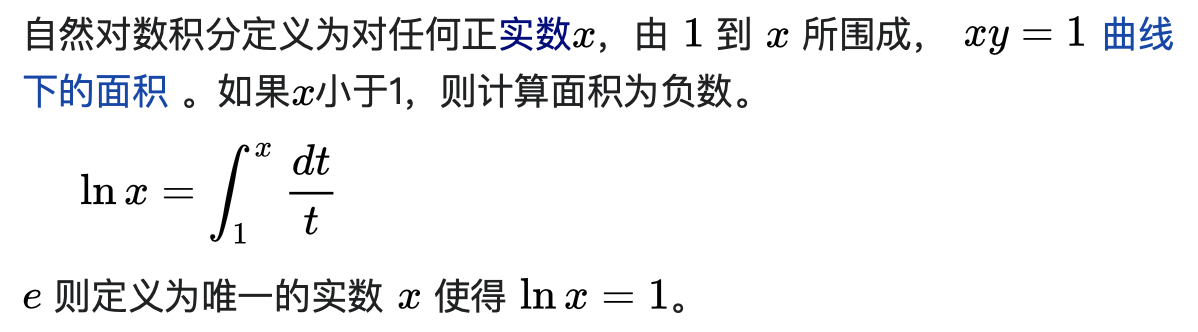 自然对数积分定义为对任何正实数x，由 1 到 x 所围成， xy = 1 曲线
下的面积 。如果x小于1，则计算面积为负数。
ln x = ∫₁ˣ dt/t
e 则定义为唯一的实数 x 使得 ln x = 1。